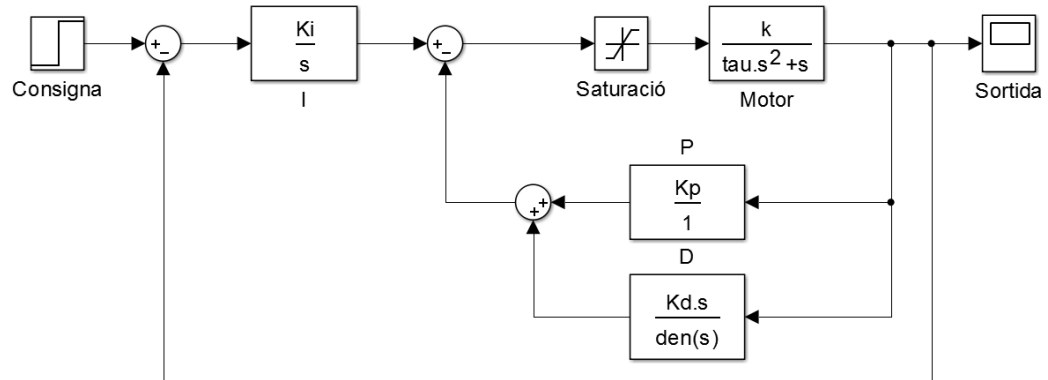 Ki
s
k
tau.s² +s
Consigna
I
Saturació
Motor
Sortida
P
Kp
1
D
Kd.s
den(s)